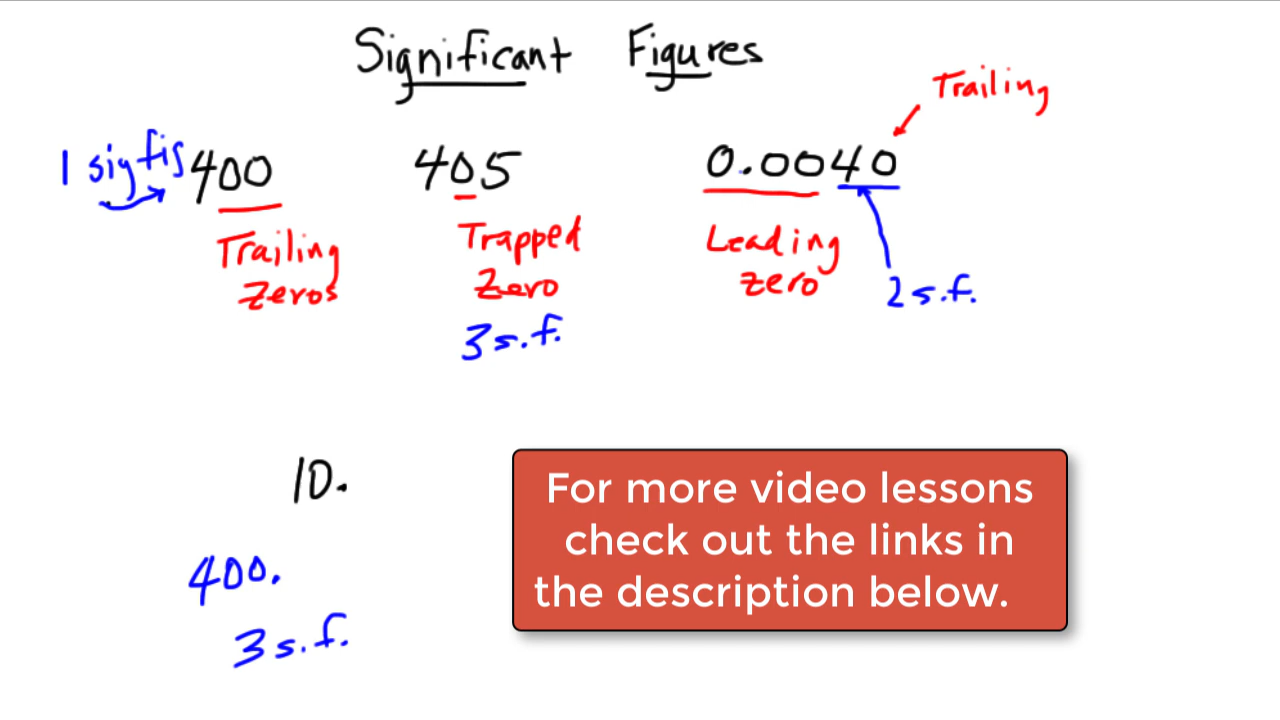 Significant Figures
Trailing
1 sigfis 400
405
0.0040
Trailing
Zeros
Trapped
Zero
3 s.f.
Leading
zero
2 s.f.
10.
400.
3 s.f.
For more video lessons
check out the links in
the description below.